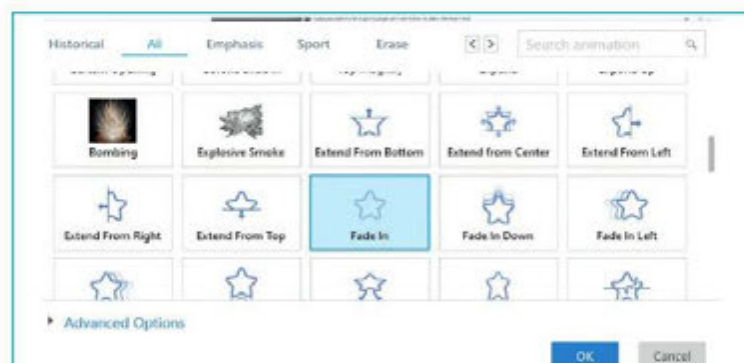 Historical All Emphasis Sport Erase < > Search animation
Bombing Explosive Smoke Extend From Bottom Extend from Center Extend From Left
Extend From Right Extend From Top Fade In Fade In Down Fade In Left
Advanced Options
OK Cancel